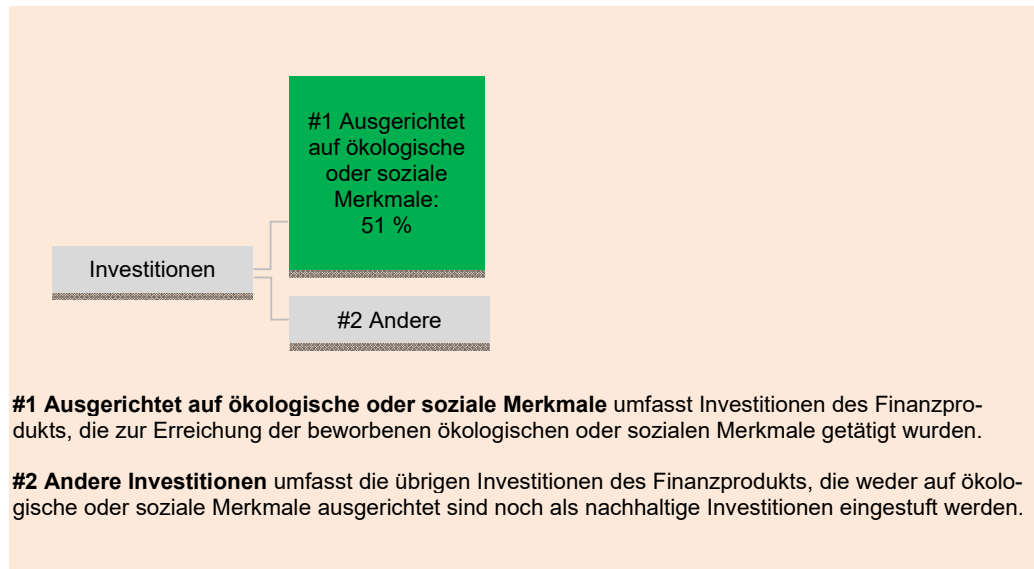 #1 Ausgerichtet
auf ökologische
oder soziale
Merkmale:
51 %
Investitionen
#2 Andere
#1 Ausgerichtet auf ökologische oder soziale Merkmale umfasst Investitionen des Finanzpro-
dukts, die zur Erreichung der beworbenen ökologischen oder sozialen Merkmale getätigt wurden.
#2 Andere Investitionen umfasst die übrigen Investitionen des Finanzprodukts, die weder auf ökolo-
gische oder soziale Merkmale ausgerichtet sind noch als nachhaltige Investitionen eingestuft werden.